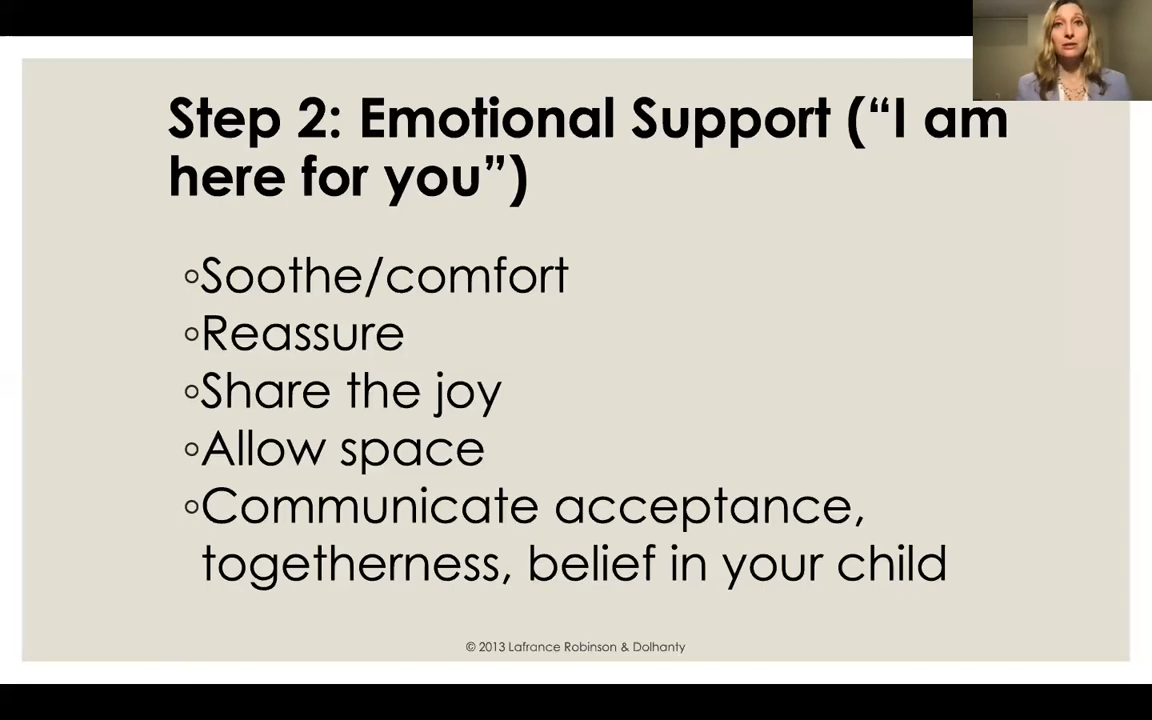 Step 2: Emotional Support (“I am
here for you”)
◦Soothe/comfort
◦Reassure
◦Share the joy
◦Allow space
◦Communicate acceptance,
togetherness, belief in your child
© 2013 Lafrance Robinson & Dolhanty